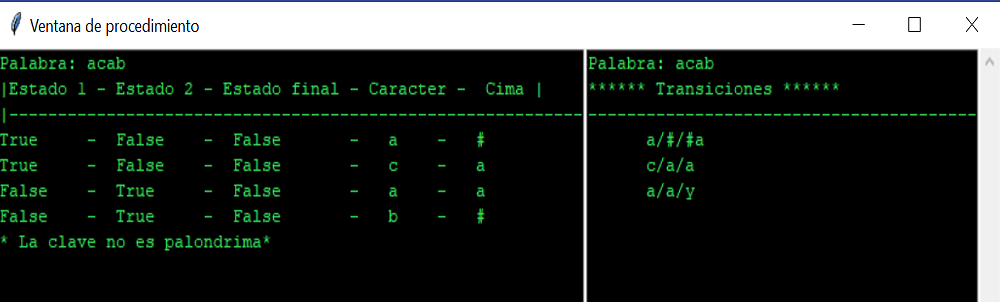 Ventana de procedimiento
Palabra: acab
|Estado 1 - Estado 2 - Estado final - Caracter - Cima |
|-----------------------------------------------------------
True - False - False - a - #
True - False - False - c - a
False - True - False - a - a
False - True - False - b - #
* La clave no es palondrima*
Palabra: acab
****** Transiciones ******
----------------------------------------
a/#/#a
c/a/a
a/a/y